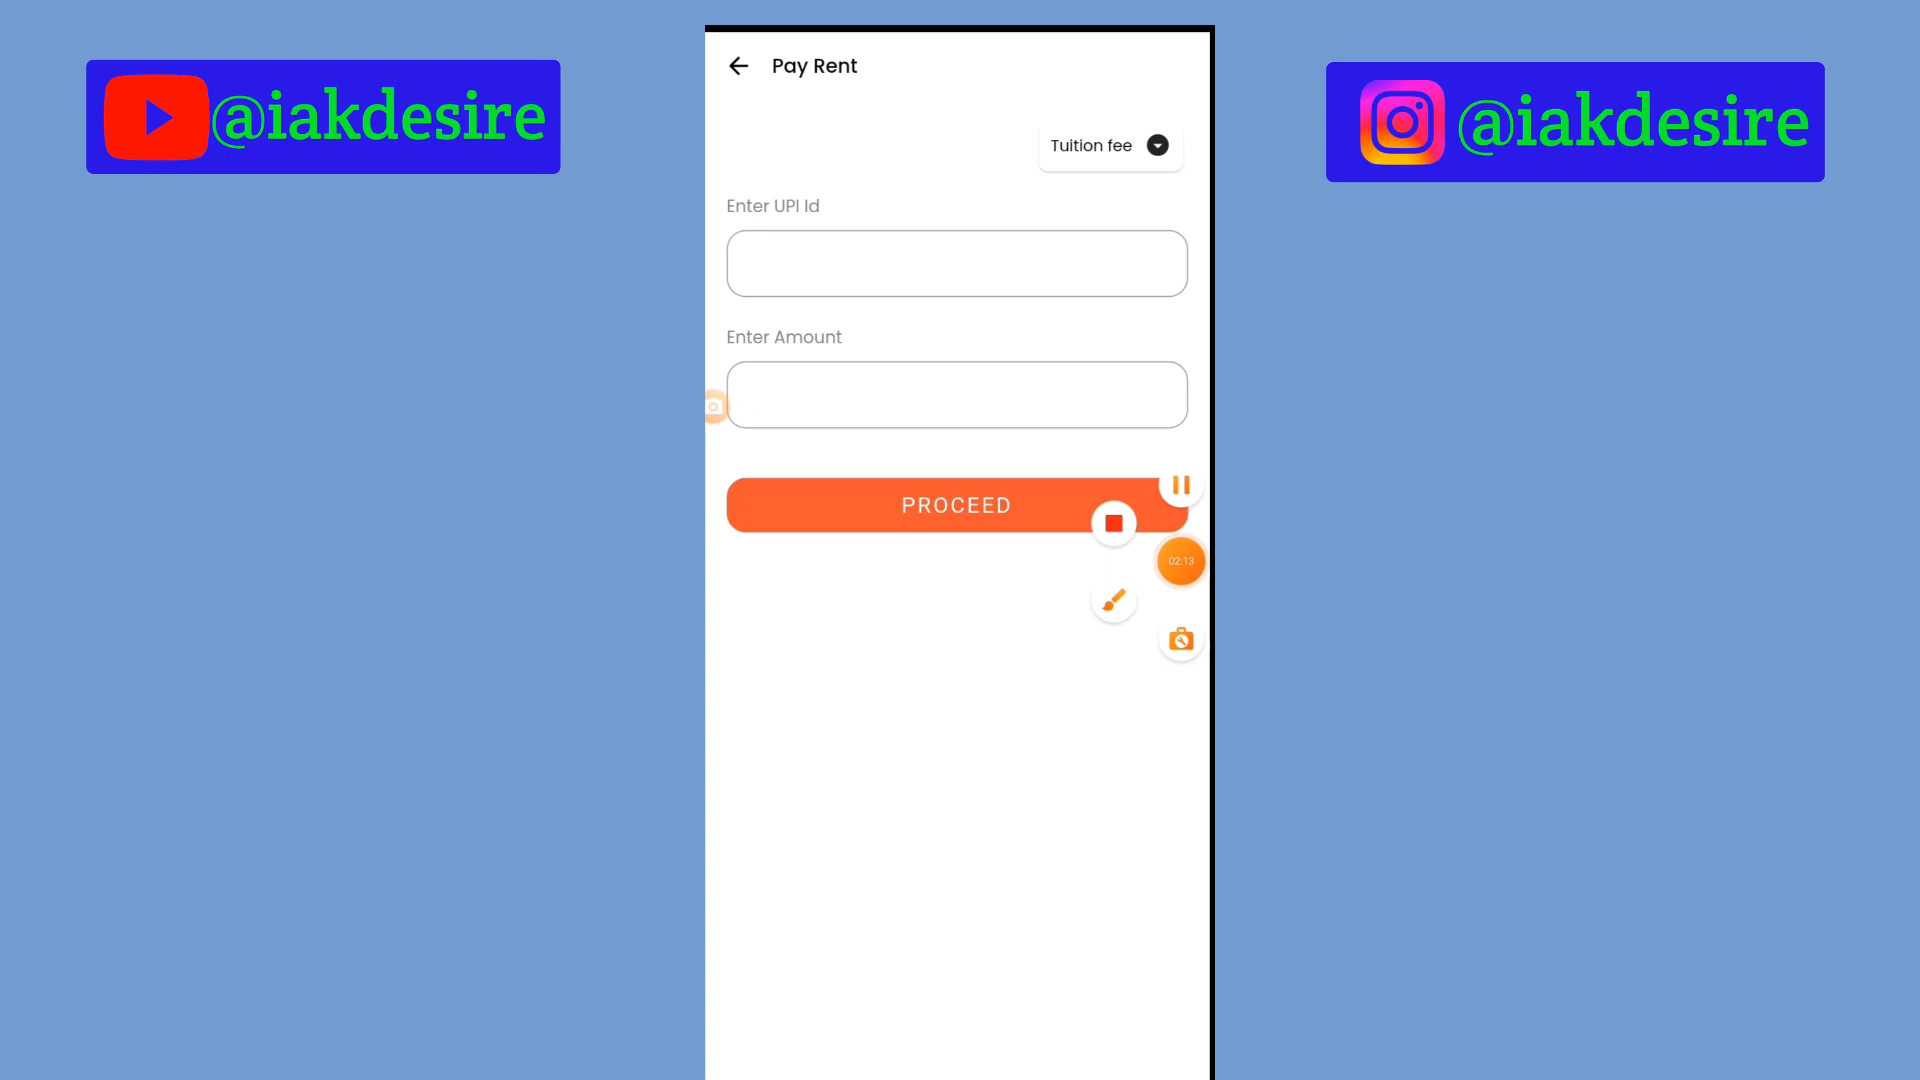 @iakdesire
Pay Rent
@iakdesire
Tuition fee
Enter UPI Id
Enter Amount
PROCEED
02:13